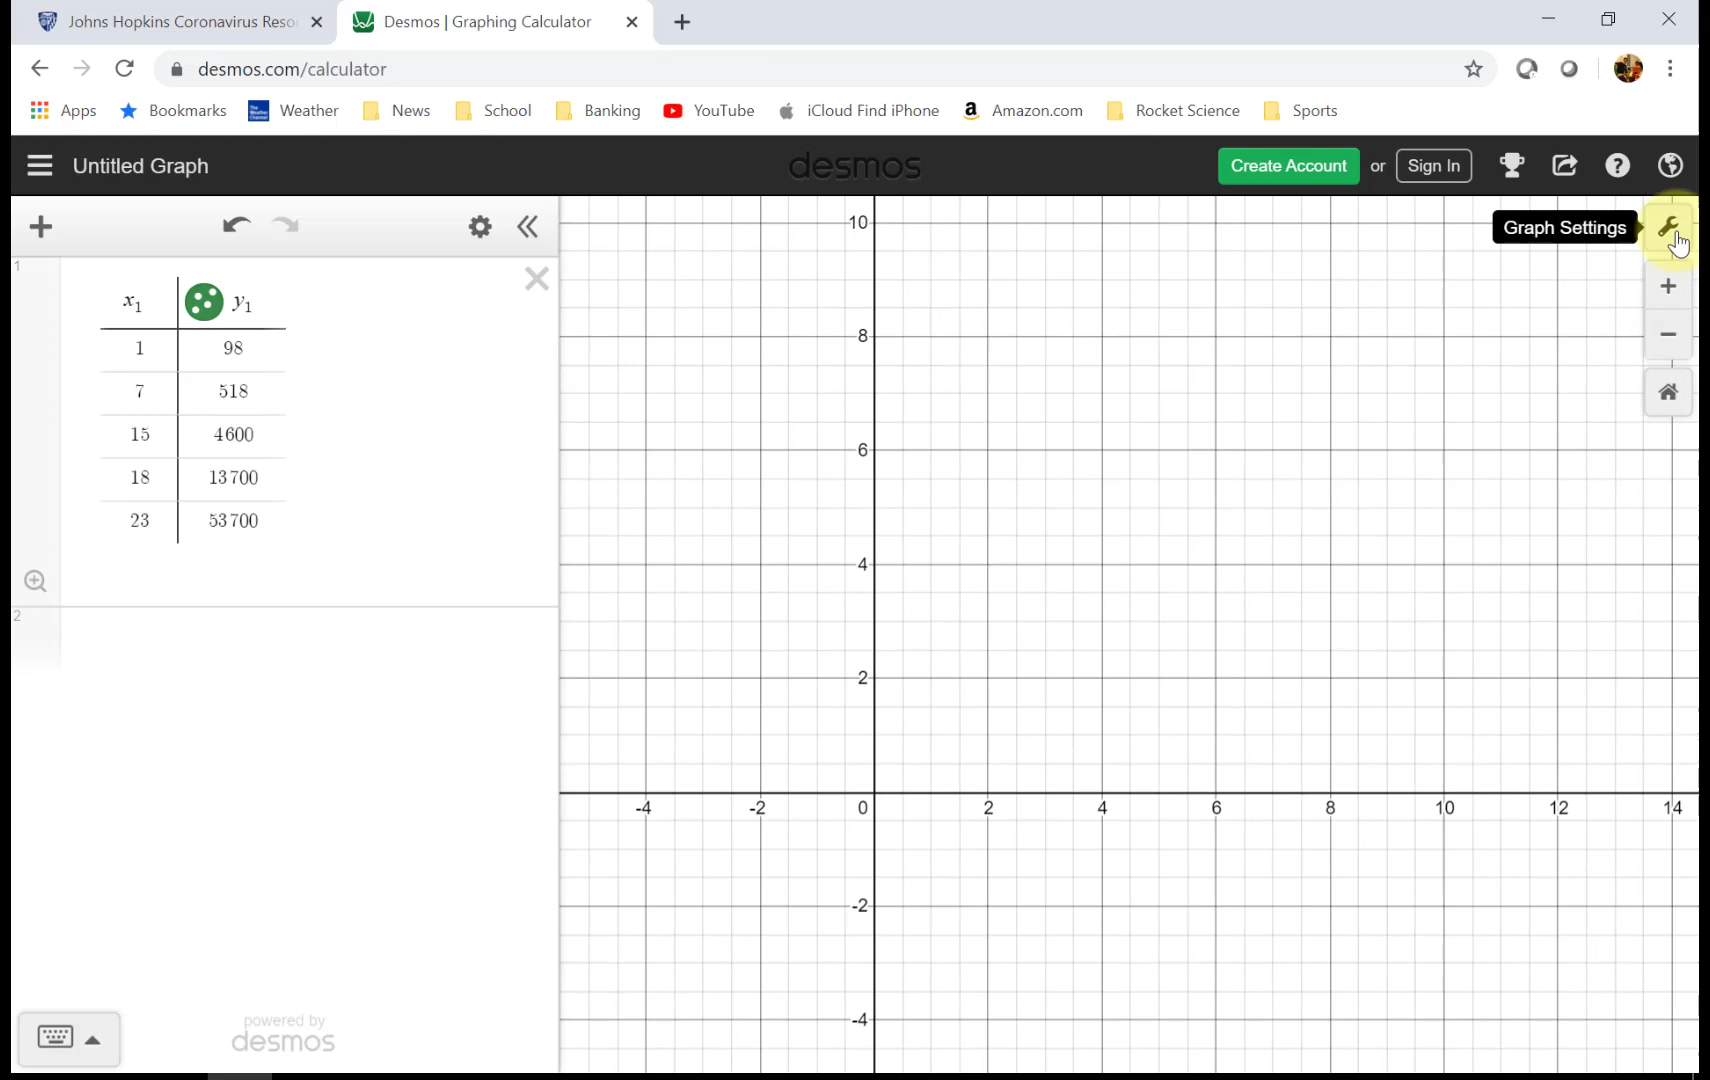 Johns Hopkins Coronavirus Reso
Desmos | Graphing Calculator
desmos.com/calculator
Apps Bookmarks Weather News School Banking YouTube iCloud Find iPhone Amazon.com Rocket Science Sports
Untitled Graph
desmos
Create Account or Sign In
Graph Settings
1
x₁ y₁
1 98
7 518
15 4600
18 13700
23 53700
2
powered by
desmos
10
8
6
4
2
-4 -2 0 2 4 6 8 10 12 14
-2
-4